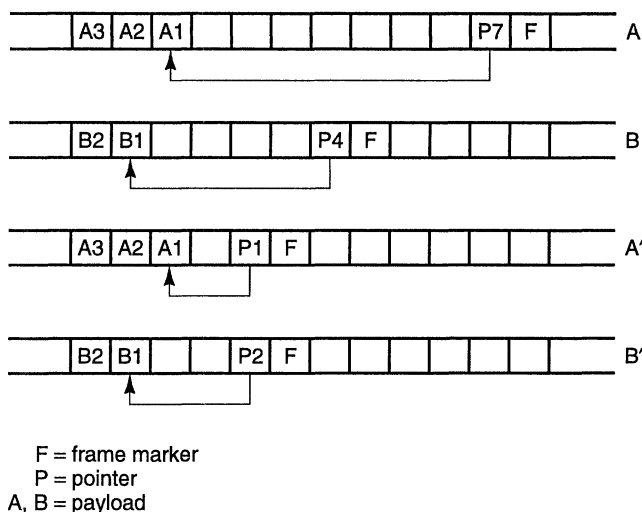 A3 A2 A1 P7 F A
B2 B1 P4 F B
A3 A2 A1 P1 F A′
B2 B1 P2 F B′
F = frame marker
P = pointer
A, B = payload